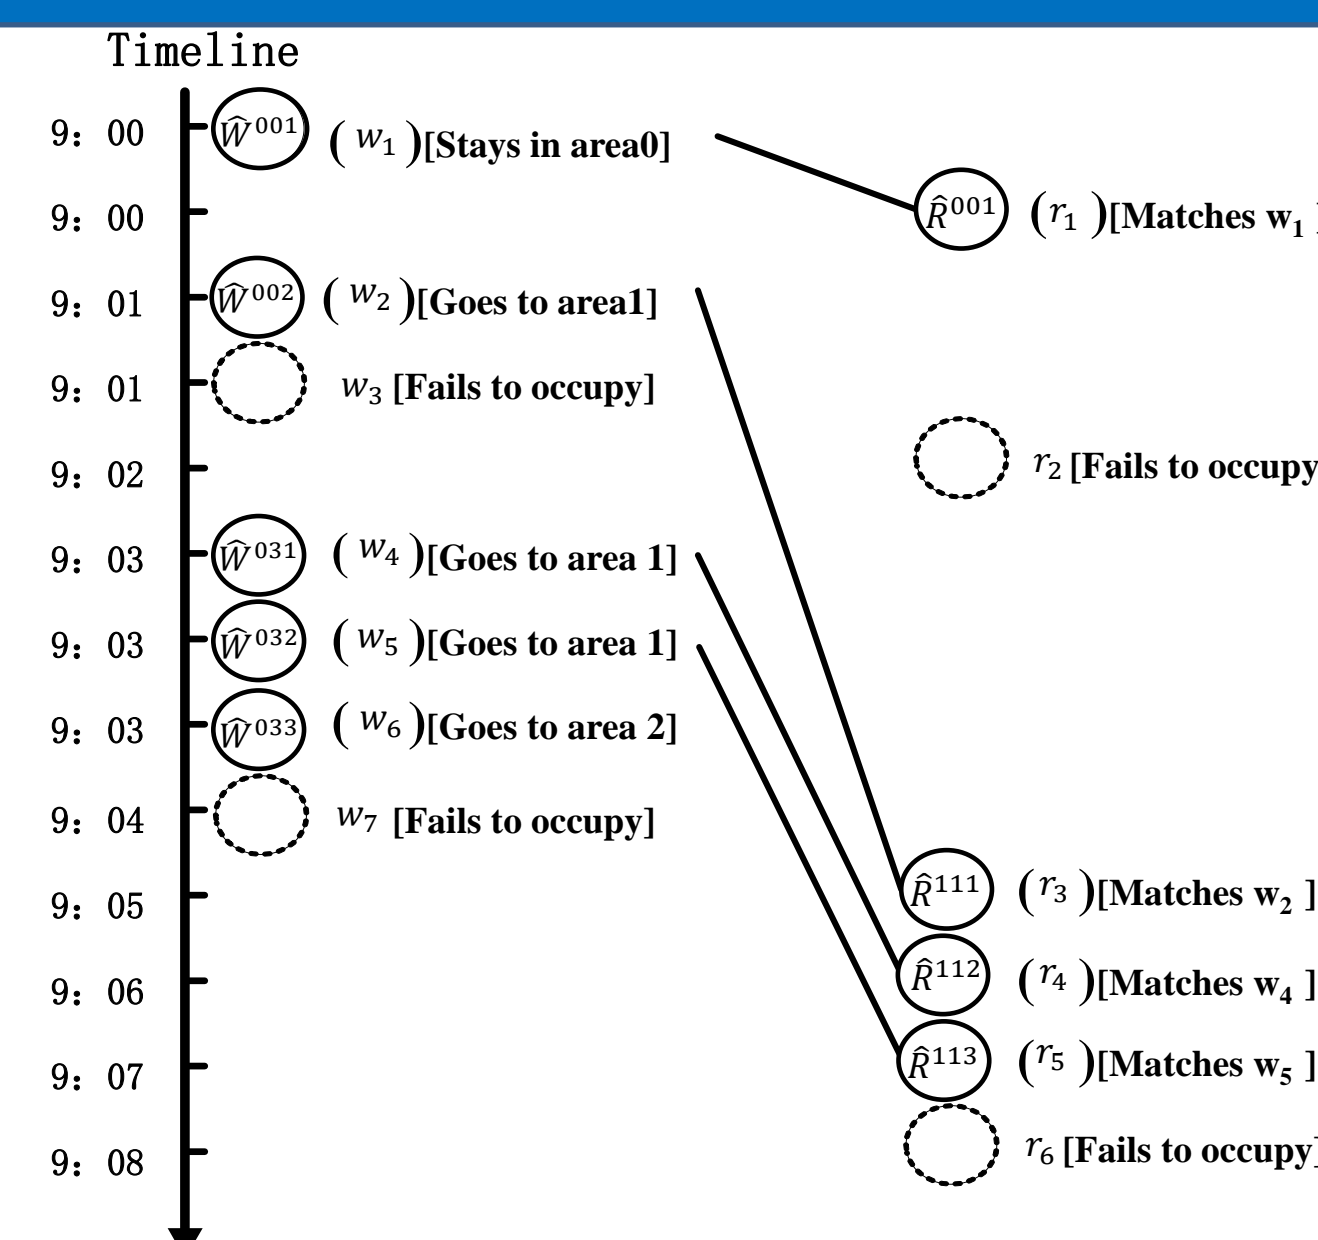 Timeline
9: 00 Ŵ⁰⁰¹ ( w₁ )[Stays in area0]
9: 00 R̂⁰⁰¹ (r₁ )[Matches w₁ ]
9: 01 Ŵ⁰⁰² ( w₂ )[Goes to area1]
9: 01 w₃ [Fails to occupy]
9: 02 r₂ [Fails to occupy
9: 03 Ŵ⁰³¹ ( w₄ )[Goes to area 1]
9: 03 Ŵ⁰³² ( w₅ )[Goes to area 1]
9: 03 Ŵ⁰³³ ( w₆ )[Goes to area 2]
9: 04 w₇ [Fails to occupy]
9: 05 R̂¹¹¹ (r₃ )[Matches w₂ ]
9: 06 R̂¹¹² (r₄ )[Matches w₄ ]
9: 07 R̂¹¹³ (r₅ )[Matches w₅ ]
9: 08 r₆ [Fails to occupy]